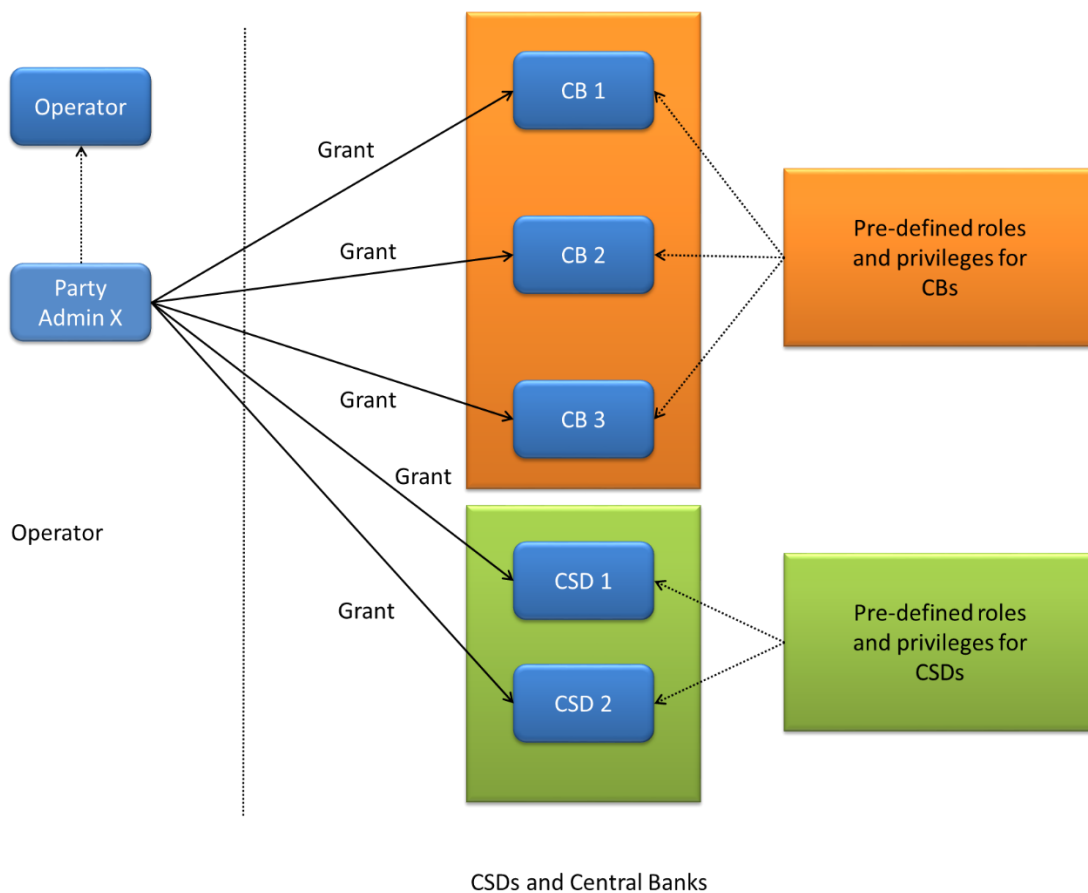 Operator
Party
Admin X
Operator
Grant
Grant
Grant
Grant
Grant
CB 1
CB 2
CB 3
CSD 1
CSD 2
Pre-defined roles
and privileges for
CBs
Pre-defined roles
and privileges for
CSDs
CSDs and Central Banks